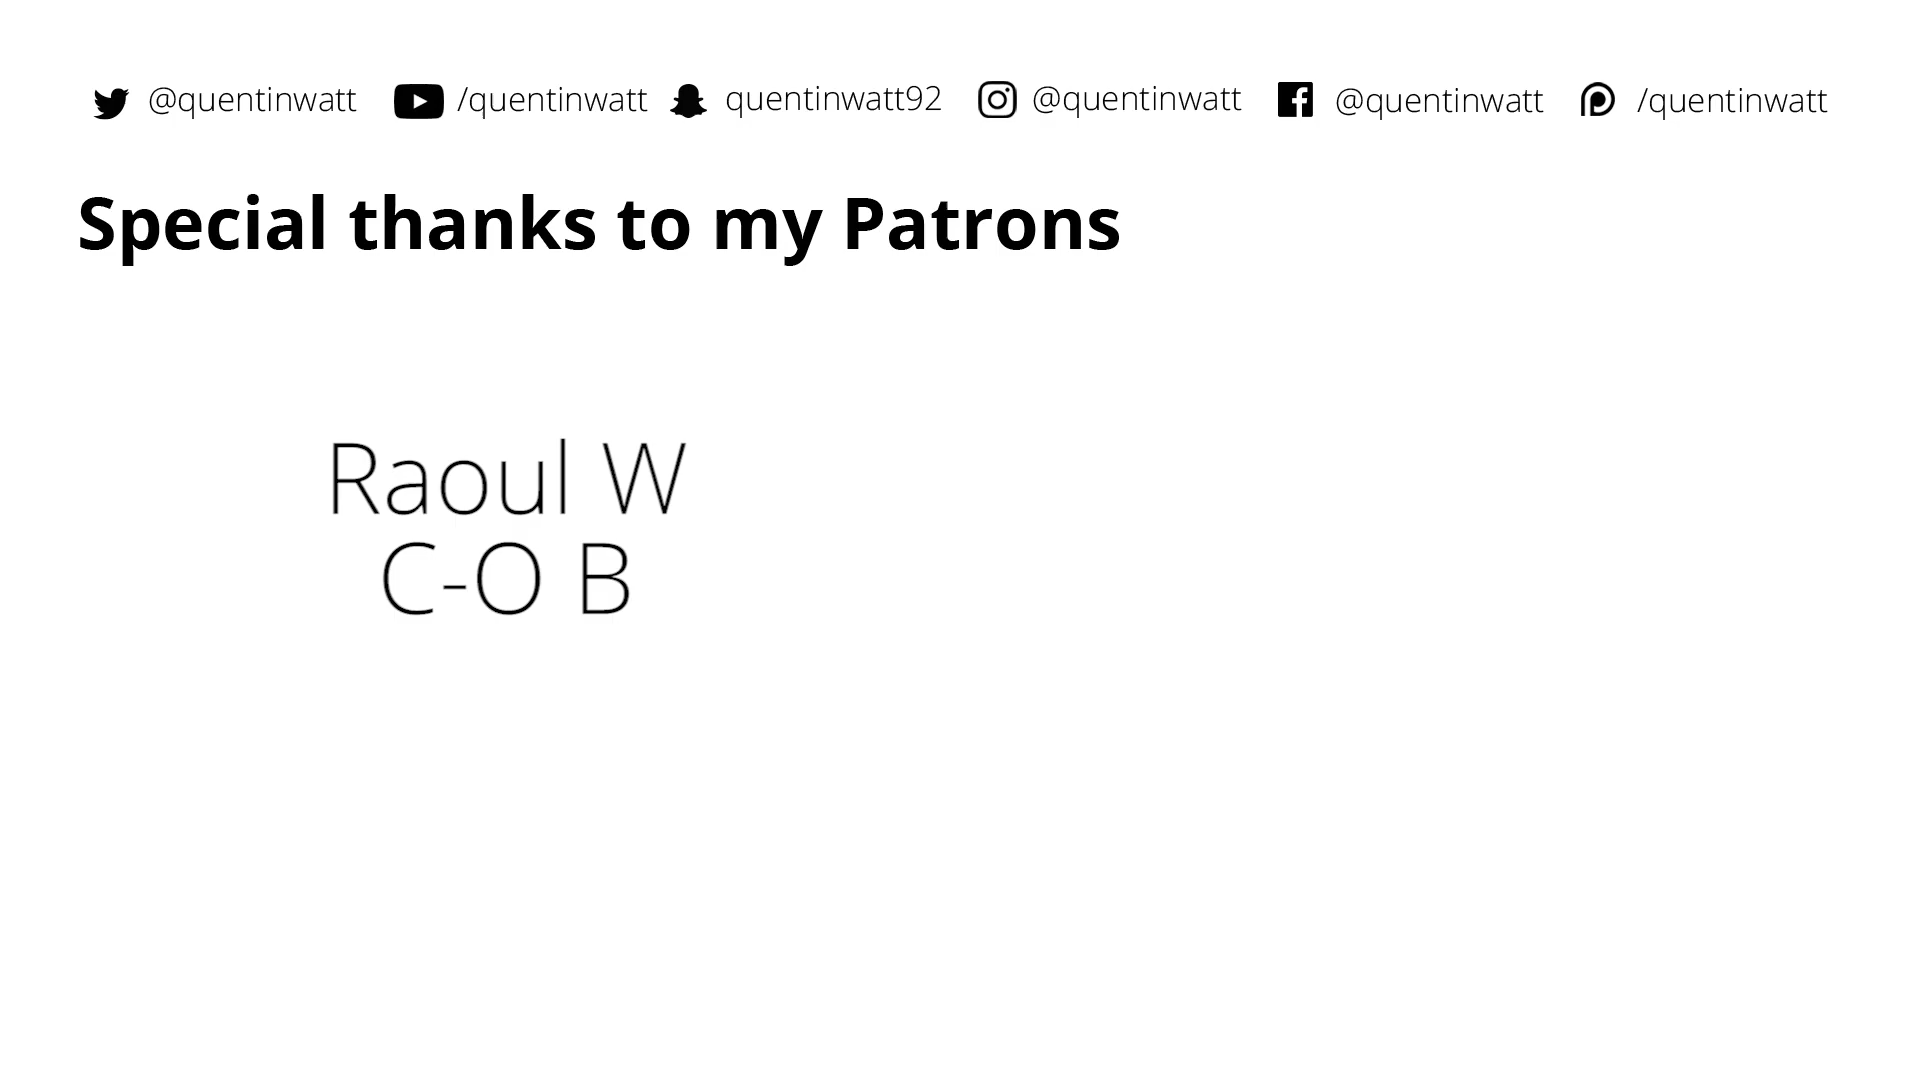 @quentinwatt /quentinwatt quentinwatt92 @quentinwatt @quentinwatt /quentinwatt
Special thanks to my Patrons
Raoul W
C-O B